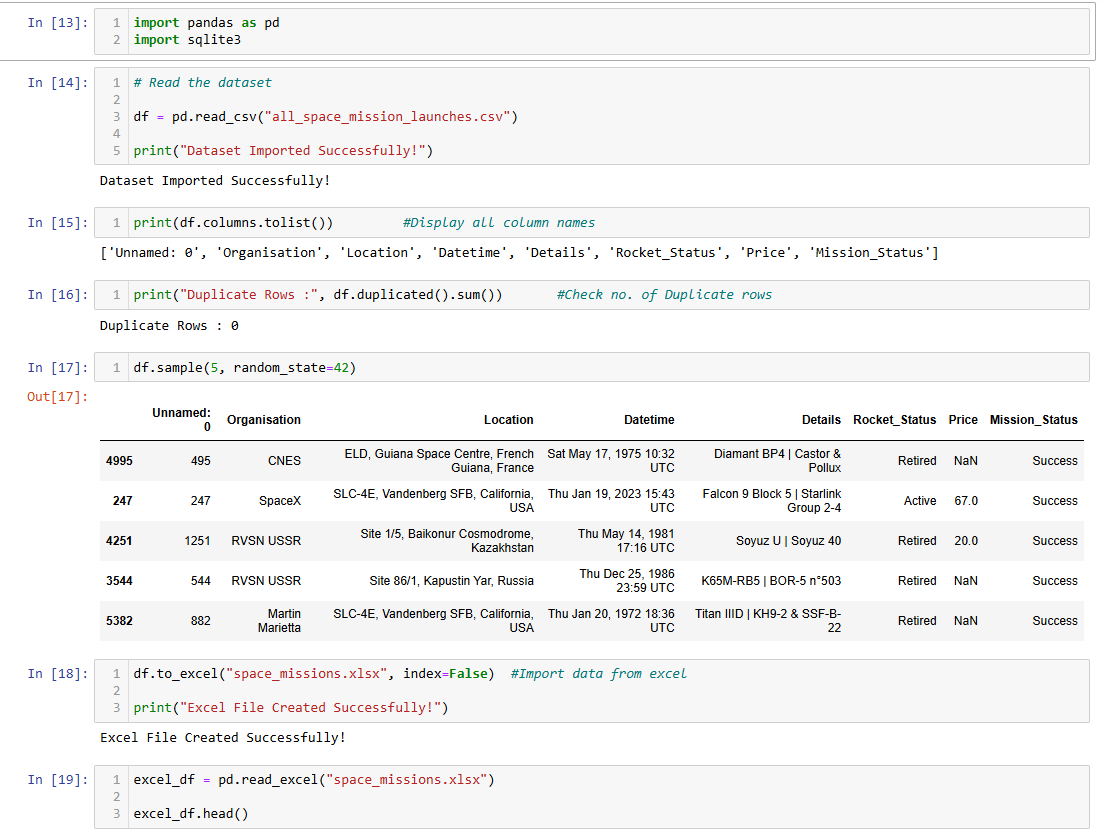 In [13]:
1 import pandas as pd
2 import sqlite3
In [14]:
1 # Read the dataset
2
3 df = pd.read_csv("all_space_mission_launches.csv")
4
5 print("Dataset Imported Successfully!")
Dataset Imported Successfully!
In [15]:
1 print(df.columns.tolist()) #Display all column names
['Unnamed: 0', 'Organisation', 'Location', 'Datetime', 'Details', 'Rocket_Status', 'Price', 'Mission_Status']
In [16]:
1 print("Duplicate Rows :", df.duplicated().sum()) #Check no. of Duplicate rows
Duplicate Rows : 0
In [17]:
1 df.sample(5, random_state=42)
Out[17]:
Unnamed: 0 Organisation Location Datetime Details Rocket_Status Price Mission_Status
4995 495 CNES ELD, Guiana Space Centre, French Guiana, France Sat May 17, 1975 10:32 UTC Diamant BP4 | Castor & Pollux Retired NaN Success
247 247 SpaceX SLC-4E, Vandenberg SFB, California, USA Thu Jan 19, 2023 15:43 UTC Falcon 9 Block 5 | Starlink Group 2-4 Active 67.0 Success
4251 1251 RVSN USSR Site 1/5, Baikonur Cosmodrome, Kazakhstan Thu May 14, 1981 17:16 UTC Soyuz U | Soyuz 40 Retired 20.0 Success
3544 544 RVSN USSR Site 86/1, Kapustin Yar, Russia Thu Dec 25, 1986 23:59 UTC K65M-RB5 | BOR-5 n°503 Retired NaN Success
5382 882 Martin Marietta SLC-4E, Vandenberg SFB, California, USA Thu Jan 20, 1972 18:36 UTC Titan IIID | KH9-2 & SSF-B-22 Retired NaN Success
In [18]:
1 df.to_excel("space_missions.xlsx", index=False) #Import data from excel
2
3 print("Excel File Created Successfully!")
Excel File Created Successfully!
In [19]:
1 excel_df = pd.read_excel("space_missions.xlsx")
2
3 excel_df.head()